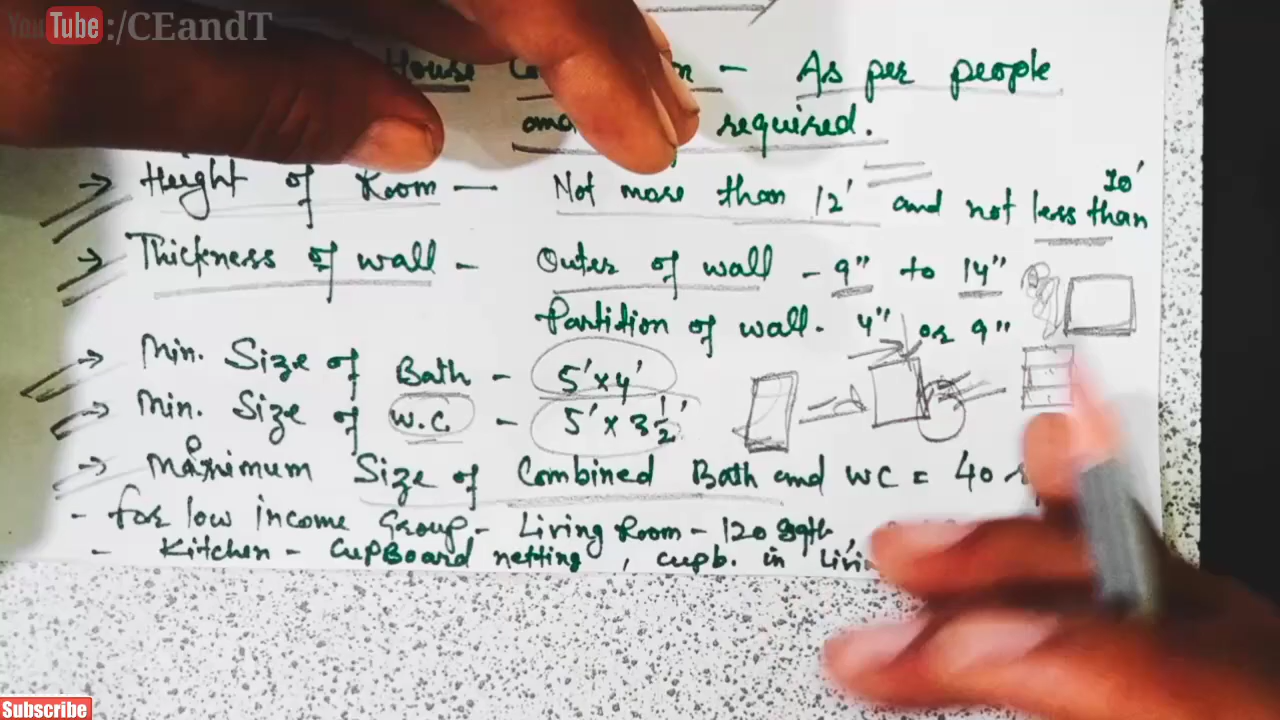 YouTube:/CEandT
House - As per people
required.
→ Height of Room — Not more than 12' and not less than 10'
→ Thickness of wall - Outer of wall - 9" to 14"
Partition of wall. 4" or 9"
→ Min. Size of Bath - 5'x4'
→ Min. Size of W.C. - 5' x 3 1/2'
→ Maximum Size of Combined Bath and WC = 40
- for low income Group - Living Room - 120 sqft,
- Kitchen - CupBoard netting, cupb. in
Subscribe